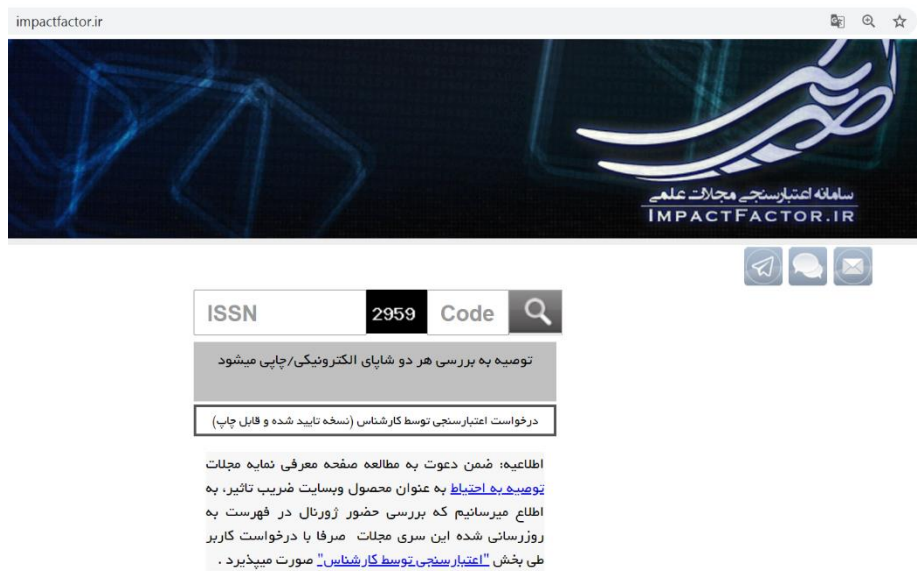 impactfactor.ir
سامانه اعتبارسنجی مجلات علمی
IMPACTFACTOR.IR
ISSN 2959 Code
توصیه به بررسی هر دو شاپای الکترونیکی/چاپی میشود
درخواست اعتبارسنجی توسط کارشناس (نسخه تایید شده و قابل چاپ)
اطلاعیه: ضمن دعوت به مطالعه صفحه معرفی نمایه مجلات
توصیه به احتیاط به عنوان محصول وبسایت ضریب تاثیر، به
اطلاع میرسانیم که بررسی حضور ژورنال در فهرست به
روزرسانی شده این سری مجلات صرفا با درخواست کاربر
طی بخش "اعتبارسنجی توسط کارشناس" صورت میپذیرد .